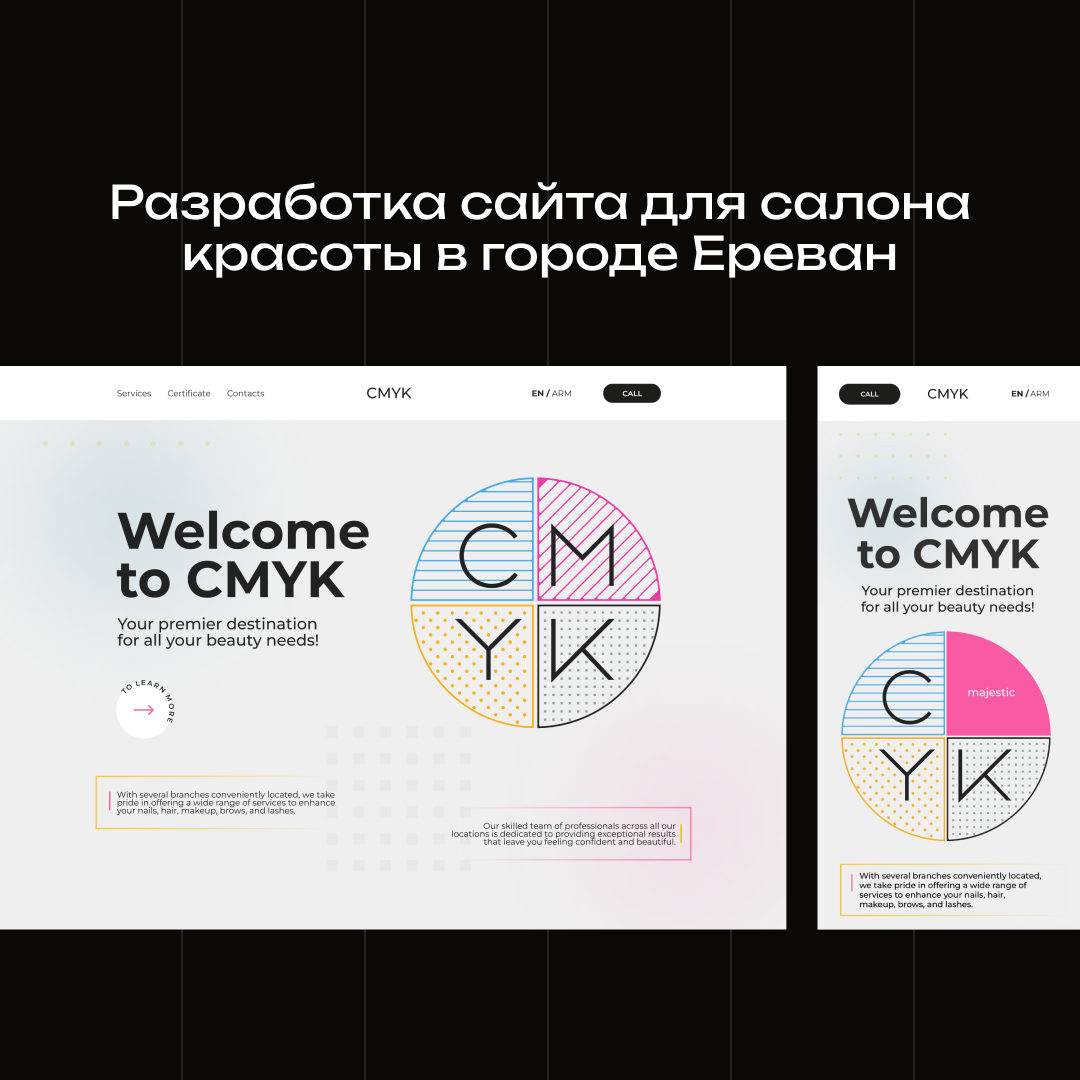 Разработка сайта для салона
красоты в городе Ереван
Services Certificate Contacts CMYK EN / ARM CALL
Welcome
to CMYK
Your premier destination
for all your beauty needs!
TO LEARN MORE
C M
Y K
With several branches conveniently located, we take
pride in offering a wide range of services to enhance
your nails, hair, makeup, brows, and lashes.
Our skilled team of professionals across all our
locations is dedicated to providing exceptional results
that leave you feeling confident and beautiful.
CALL CMYK EN / ARM
Welcome
to CMYK
Your premier destination
for all your beauty needs!
C majestic
Y K
With several branches conveniently located,
we take pride in offering a wide range of
services to enhance your nails, hair,
makeup, brows, and lashes.